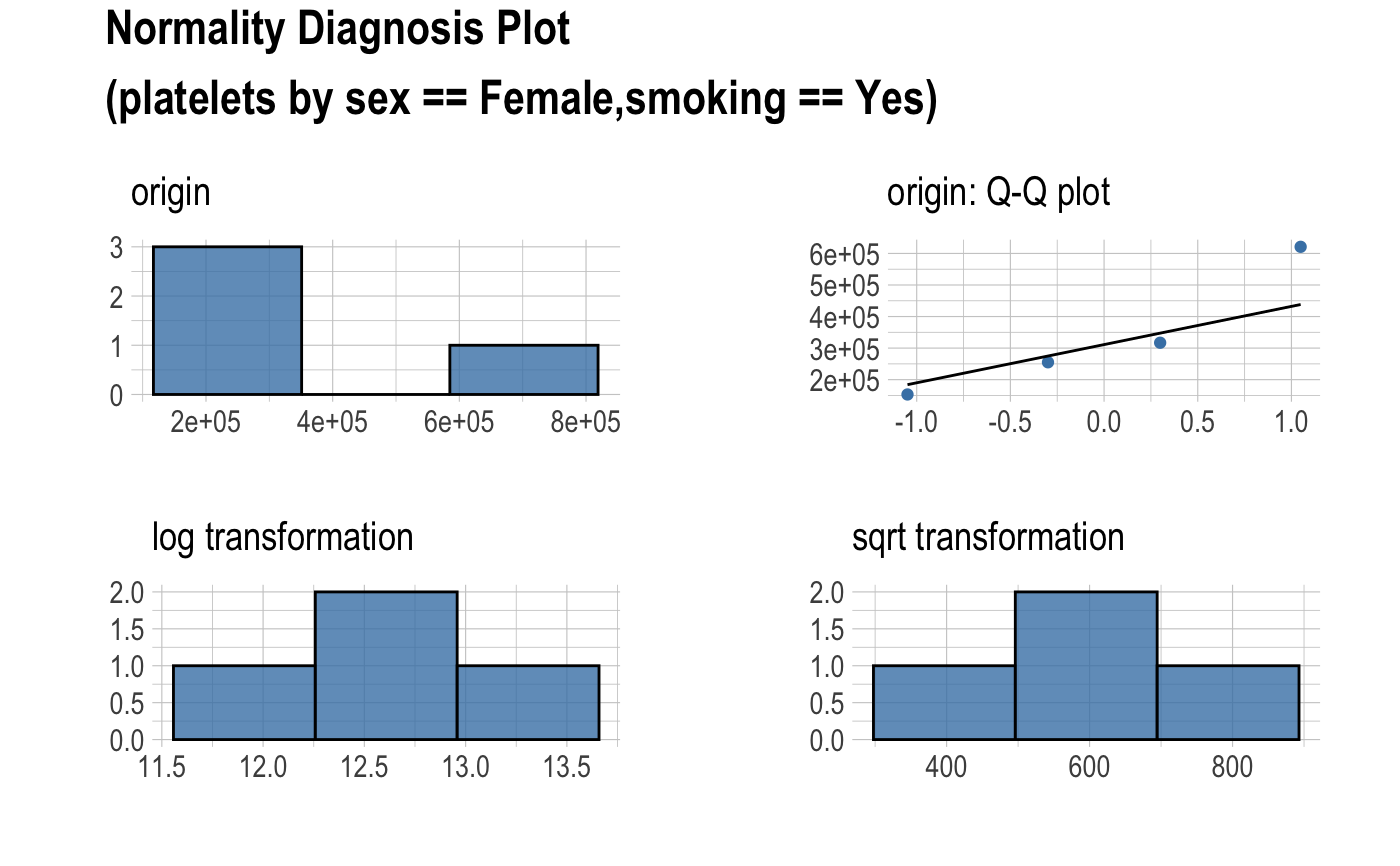 Normality Diagnosis Plot
(platelets by sex == Female,smoking == Yes)
origin
3
2
1
0
2e+05 4e+05 6e+05 8e+05
origin: Q-Q plot
6e+05
5e+05
4e+05
3e+05
2e+05
-1.0 -0.5 0.0 0.5 1.0
log transformation
2.0
1.5
1.0
0.5
0.0
11.5 12.0 12.5 13.0 13.5
sqrt transformation
2.0
1.5
1.0
0.5
0.0
400 600 800